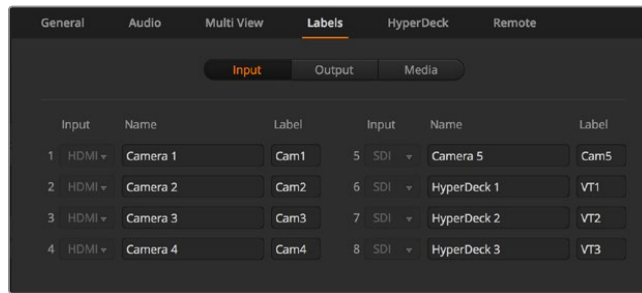 General Audio Multi View Labels HyperDeck Remote
Input Output Media
Input Name Label Input Name Label
1 HDMI Camera 1 Cam1 5 SDI Camera 5 Cam5
2 HDMI Camera 2 Cam2 6 SDI HyperDeck 1 VT1
3 HDMI Camera 3 Cam3 7 SDI HyperDeck 2 VT2
4 HDMI Camera 4 Cam4 8 SDI HyperDeck 3 VT3